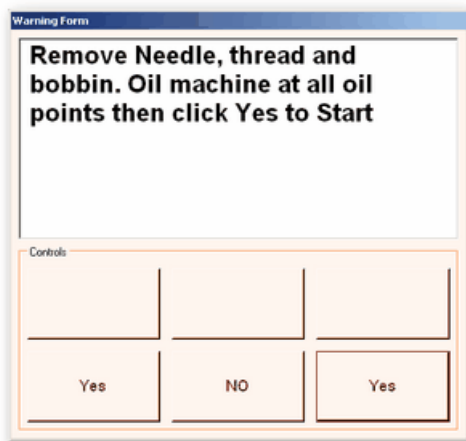 Warning Form
Remove Needle, thread and
bobbin. Oil machine at all oil
points then click Yes to Start
Controls
Yes NO Yes